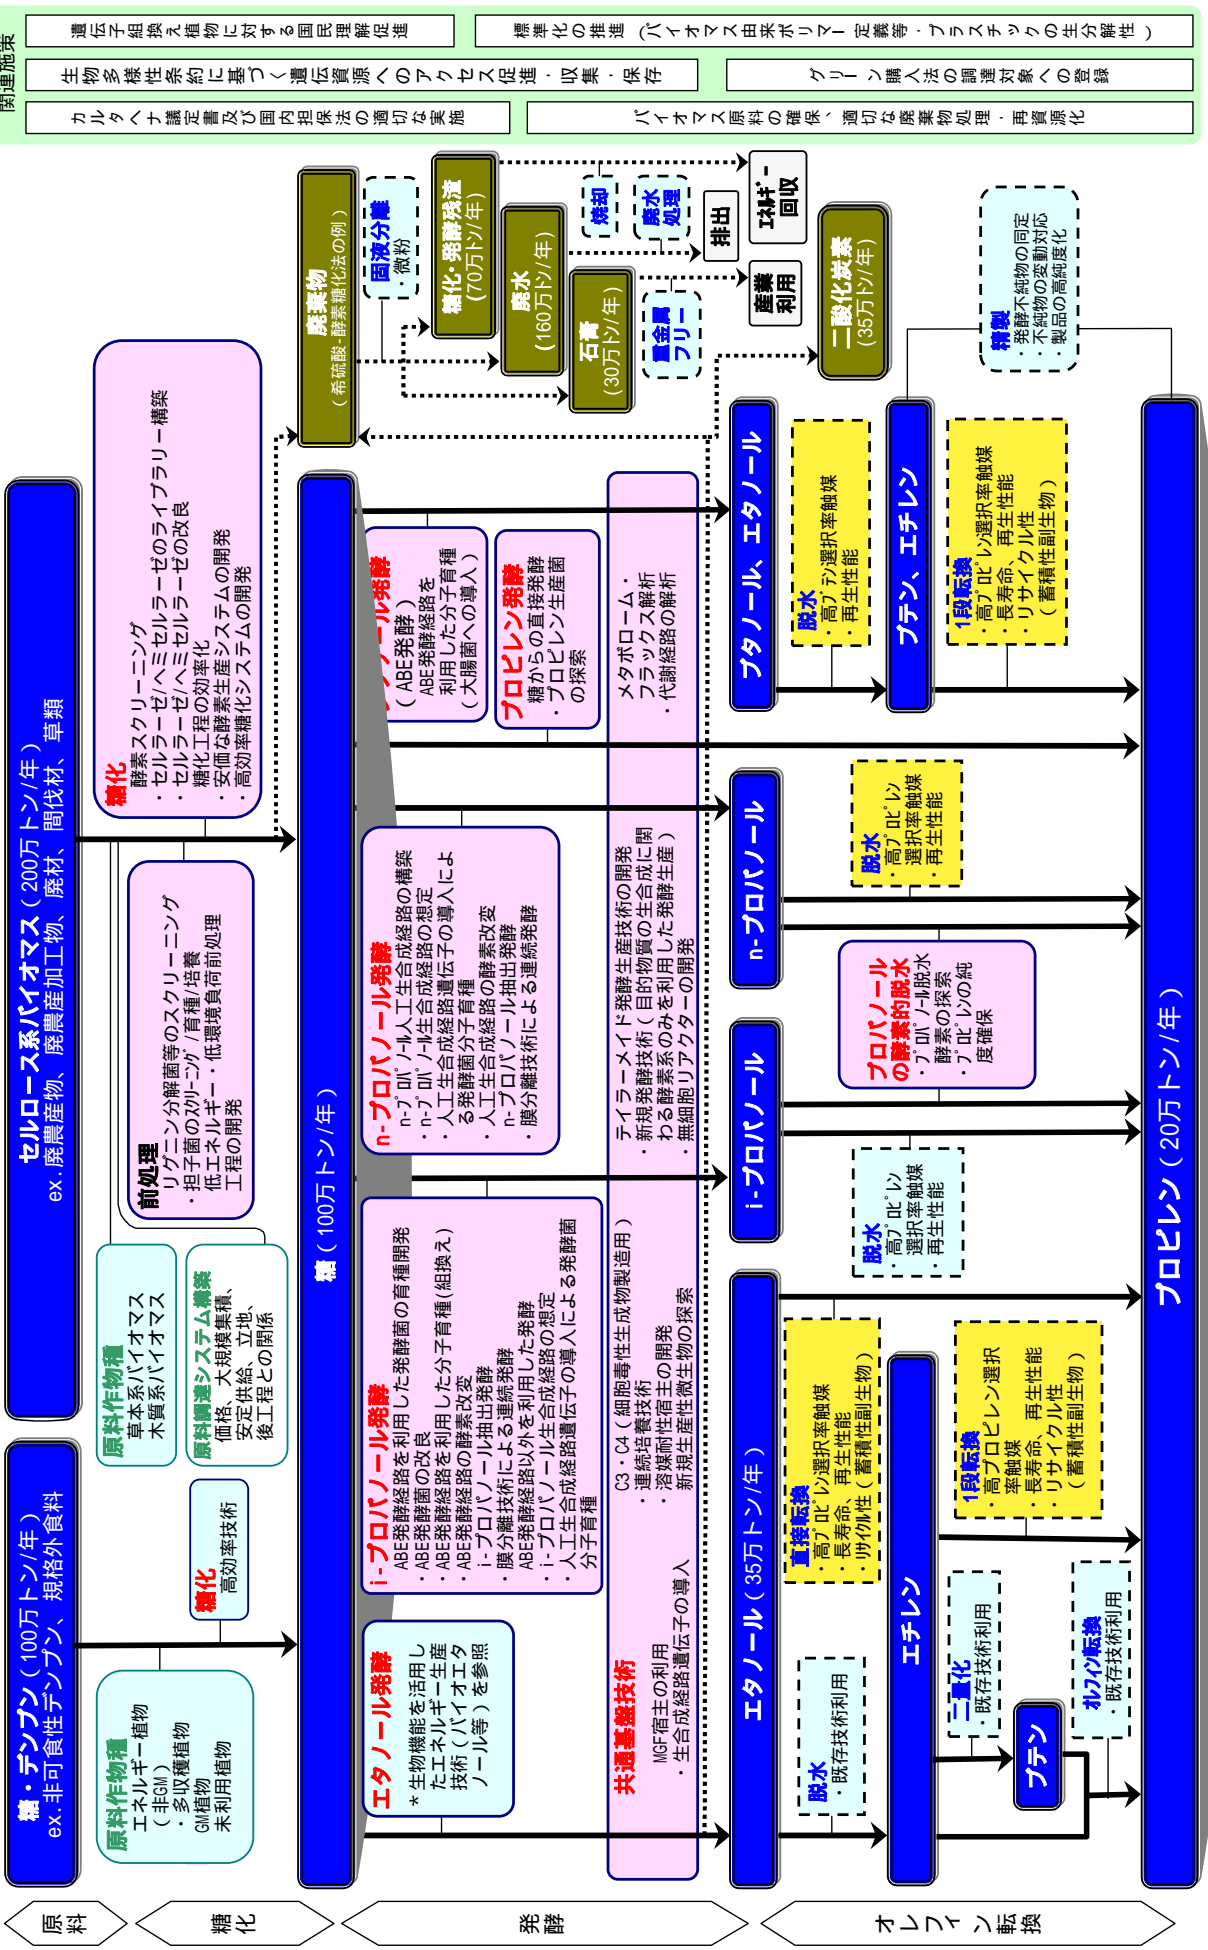 原料
糖化
発酵
オレフィン転換
糖・デンプン（100万トン/年）
ex.非可食性デンプン、規格外食料
セルロース系バイオマス（200万トン/年）
ex.廃農産物、廃農産加工物、廃材、間伐材、草類
原料作物種
エネルギー植物
（非GM）
・多収穫植物
GM植物
未利用植物
糖化
高効率技術
原料作物種
草本系バイオマス
木質系バイオマス
原料調達システム構築
価格、大規模集積、
安定供給、立地、
後工程との関係
前処理
リグニン分解菌等のスクリーニング
・担子菌のスクリーニング/育種/培養
低エネルギー・低環境負荷前処理
工程の開発
糖化
酵素スクリーニング
・セルラーゼ/ヘミセルラーゼのライブラリー構築
・セルラーゼ/ヘミセルラーゼの改良
糖化工程の効率化
・安価な酵素生産システムの開発
・高効率糖化システムの開発
糖（100万トン/年）
廃棄物
（希硫酸-酵素糖化法の例）
固液分離
・微粉
糖化・発酵残渣
(70万トン/年)
廃水
(160万トン/年)
石膏
(30万トン/年)
焼却
廃水
処理
重金属
フリー
排出
エネルギー
回収
産業
利用
二酸化炭素
(35万トン/年)
エタノール発酵
*生物機能を活用し
たエネルギー生産
技術（バイオエタ
ノール等）を参照
i-プロパノール発酵
ABE発酵経路を利用した発酵菌の育種開発
・ABE発酵菌の改良
・ABE発酵経路を利用した分子育種(組換え)
・ABE発酵経路の酵素改変
i-プロパノール抽出発酵
・膜分離技術による連続発酵
ABE発酵経路以外を利用した発酵
・i-プロパノール生合成経路の想定
・人工生合成経路遺伝子の導入による発酵菌
分子育種
n-プロパノール発酵
n-プロパノール人工生合成経路の構築
・n-プロパノール生合成経路の想定
・人工生合成経路遺伝子の導入によ
る発酵菌分子育種
・人工生合成経路の酵素改変
n-プロパノール抽出発酵
・膜分離技術による連続発酵
ール発酵
（ABE発酵）
ABE発酵経路を
利用した分子育種
（大腸菌への導入）
プロピレン発酵
糖からの直接発酵
・プロピレン生産菌
の探索
共通基盤技術
MGF宿主の利用
・生合成経路遺伝子の導入
C3・C4（細胞毒性生成物製造用）
・連続培養技術
・溶媒耐性宿主の開発
新規生産性微生物の探索
テイラーメイド発酵生産技術の開発
・新規発酵技術（目的物質の生合成に関
わる酵素系のみを利用した発酵生産）
・無細胞リアクターの開発
メタボローム・
フラックス解析
・代謝経路の解析
エタノール（35万トン/年）
i-プロパノール
n-プロパノール
ブタノール、エタノール
脱水
・既存技術利用
直接転換
・高プロピレン選択率触媒
・長寿命、再生性能
・リサイクル性（蓄積性副生物）
エチレン
二量化
・既存技術利用
ブテン
オレフィン転換
・既存技術利用
1段転換
・高プロピレン選択
率触媒
・長寿命、再生性能
・リサイクル性
（蓄積性副生物）
脱水
・高プロピレン
選択率触媒
・再生性能
プロパノール
の酵素的脱水
・プロパノール脱水
酵素の探索
・プロピレンの純
度確保
脱水
・高プロピレン
選択率触媒
・再生性能
脱水
・高ブテン選択率触媒
・再生性能
ブテン、エチレン
1段転換
・高プロピレン選択率触媒
・長寿命、再生性能
・リサイクル性
（蓄積性副生物）
精製
・発酵不純物の同定
・不純物の変動対応
・製品の高純度化
プロピレン（20万トン/年）
関連施策
遺伝子組換え植物に対する国民理解促進
標準化の推進（バイオマス由来ポリマー定義等・プラスチックの生分解性）
生物多様性条約に基づく遺伝資源へのアクセス促進・収集・保存
グリーン購入法の調達対象への登録
カルタヘナ議定書及び国内担保法の適切な実施
バイオマス原料の確保、適切な廃棄物処理・再資源化